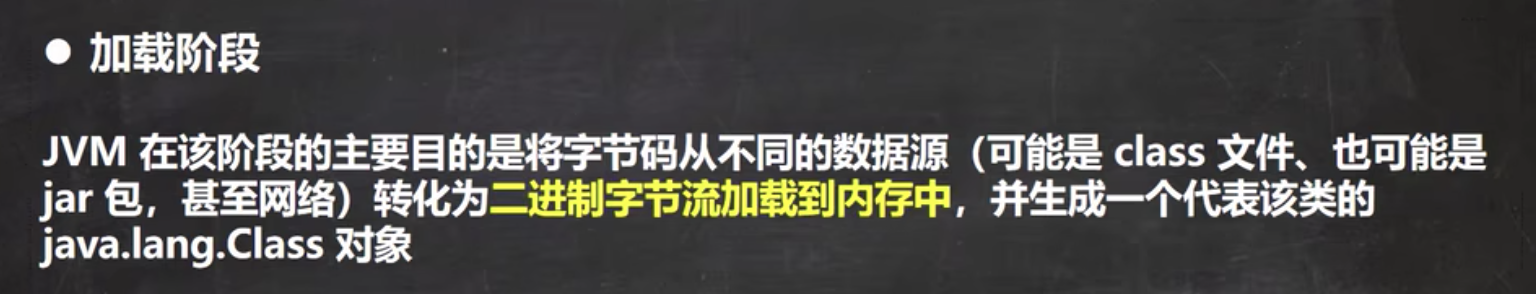 ● 加载阶段
JVM 在该阶段的主要目的是将字节码从不同的数据源（可能是 class 文件、也可能是
jar 包，甚至网络）转化为二进制字节流加载到内存中，并生成一个代表该类的
java.lang.Class 对象